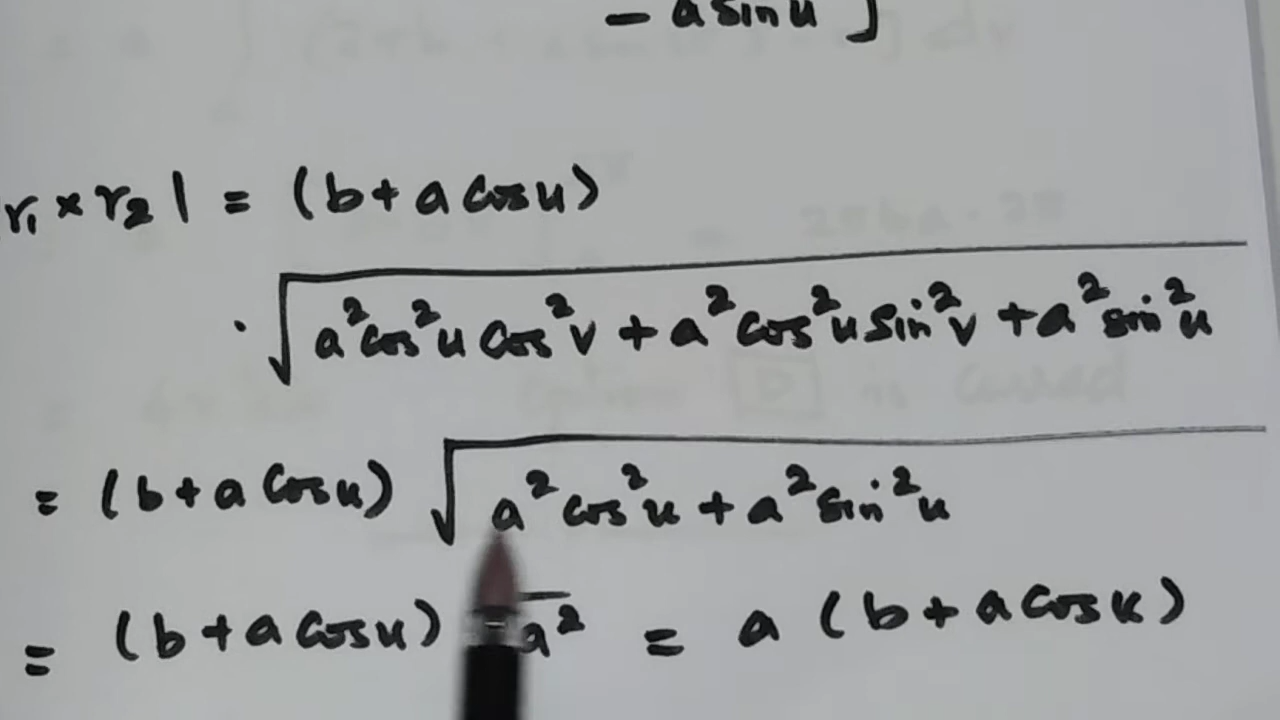 - a sin u ]
r₁ × r₂ | = (b + a cos u)
· √ a² cos² u cos² v + a² cos² u sin² v + a² sin² u
= (b + a cos u) √ a² cos² u + a² sin² u
= (b + a cos u) √ a² = a (b + a cos u)